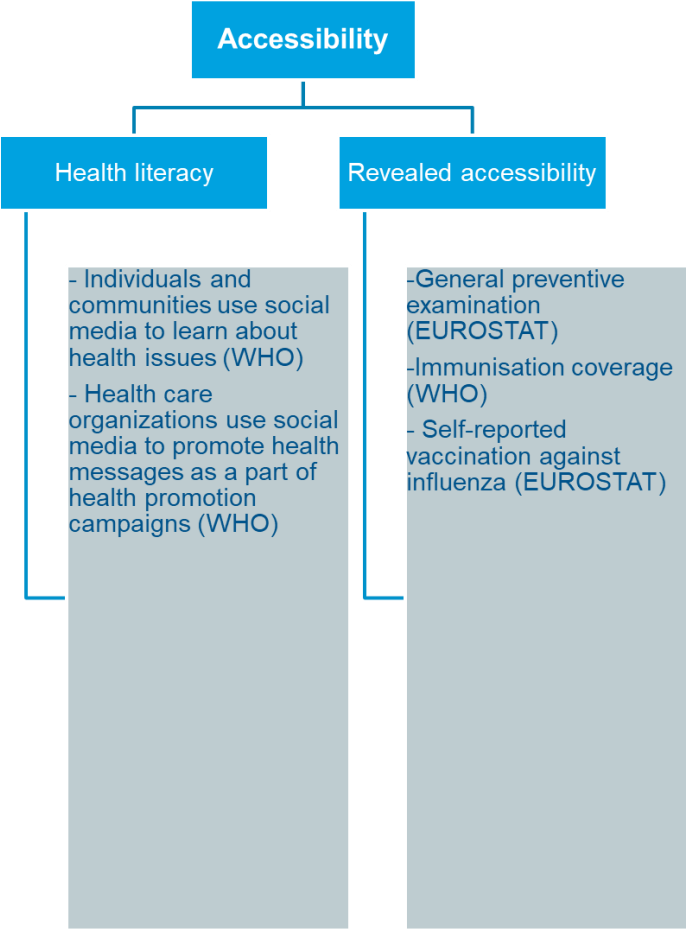 Accessibility
Health literacy
Revealed accessibility
- Individuals and
communities use social
media to learn about
health issues (WHO)
- Health care
organizations use social
media to promote health
messages as a part of
health promotion
campaigns (WHO)
-General preventive
examination
(EUROSTAT)
-Immunisation coverage
(WHO)
- Self-reported
vaccination against
influenza (EUROSTAT)